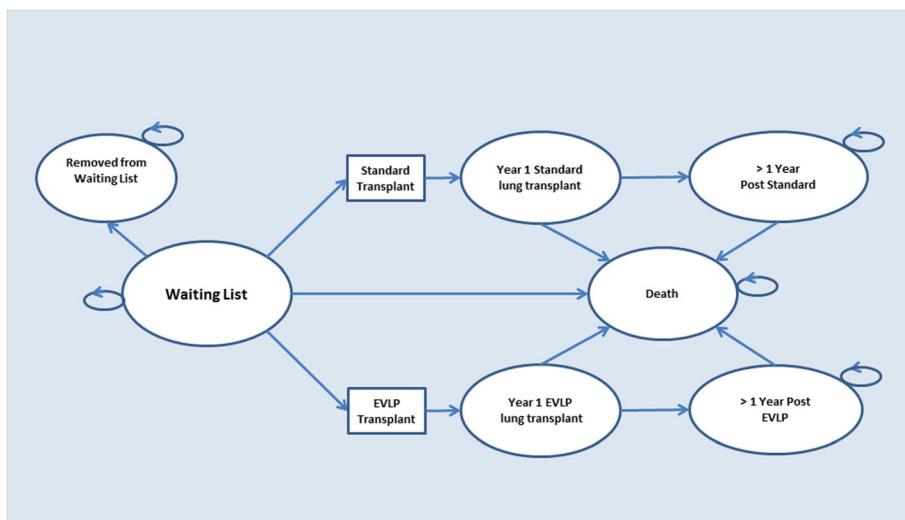 Removed from
Waiting List
Standard
Transplant
Year 1 Standard
lung transplant
> 1 Year
Post Standard
Waiting List
Death
EVLP
Transplant
Year 1 EVLP
lung transplant
> 1 Year Post
EVLP